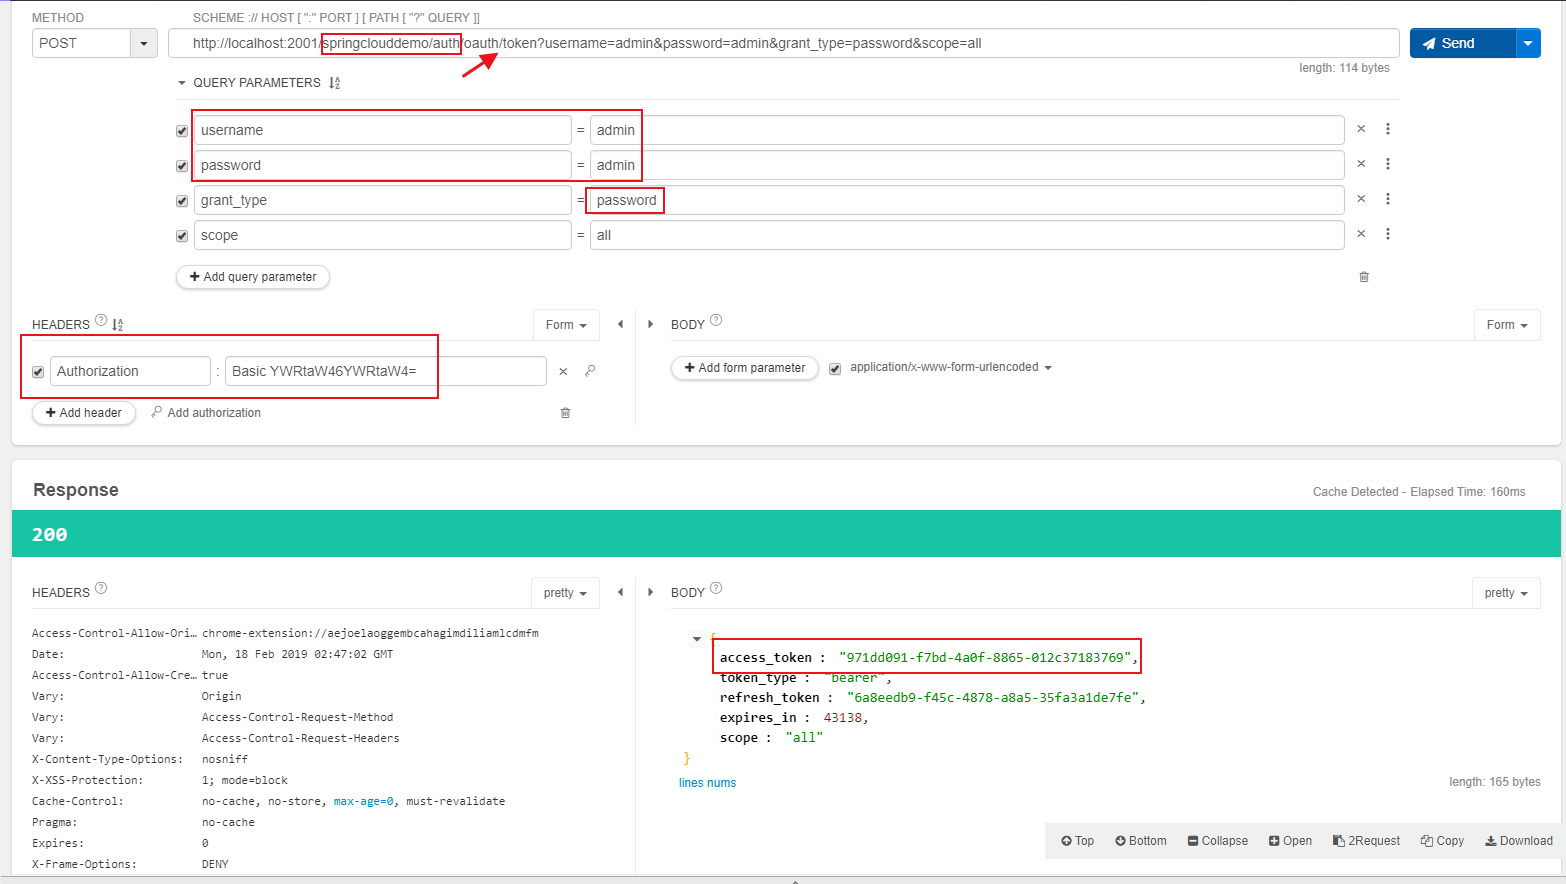 METHOD
SCHEME :// HOST [ ":" PORT ] [ PATH [ "?" QUERY ]]
POST
http://localhost:2001/springclouddemo/auth/oauth/token?username=admin&password=admin&grant_type=password&scope=all
Send
length: 114 bytes
QUERY PARAMETERS
username = admin
password = admin
grant_type = password
scope = all
Add query parameter
HEADERS
Form
BODY
Form
Authorization : Basic YWRtaW46YWRtaW4=
Add form parameter
application/x-www-form-urlencoded
Add header
Add authorization
Response
Cache Detected - Elapsed Time: 160ms
200
HEADERS
pretty
BODY
pretty
Access-Control-Allow-Ori… chrome-extension://aejoelaoggembcahagimdiliamlcdmfm
Date: Mon, 18 Feb 2019 02:47:02 GMT
Access-Control-Allow-Cre… true
Vary: Origin
Vary: Access-Control-Request-Method
Vary: Access-Control-Request-Headers
X-Content-Type-Options: nosniff
X-XSS-Protection: 1; mode=block
Cache-Control: no-cache, no-store, max-age=0, must-revalidate
Pragma: no-cache
Expires: 0
X-Frame-Options: DENY
{
access_token : "971dd091-f7bd-4a0f-8865-012c37183769",
token_type : "bearer",
refresh_token : "6a8eedb9-f45c-4878-a8a5-35fa3a1de7fe",
expires_in : 43138,
scope : "all"
}
lines nums
length: 165 bytes
Top
Bottom
Collapse
Open
2Request
Copy
Download